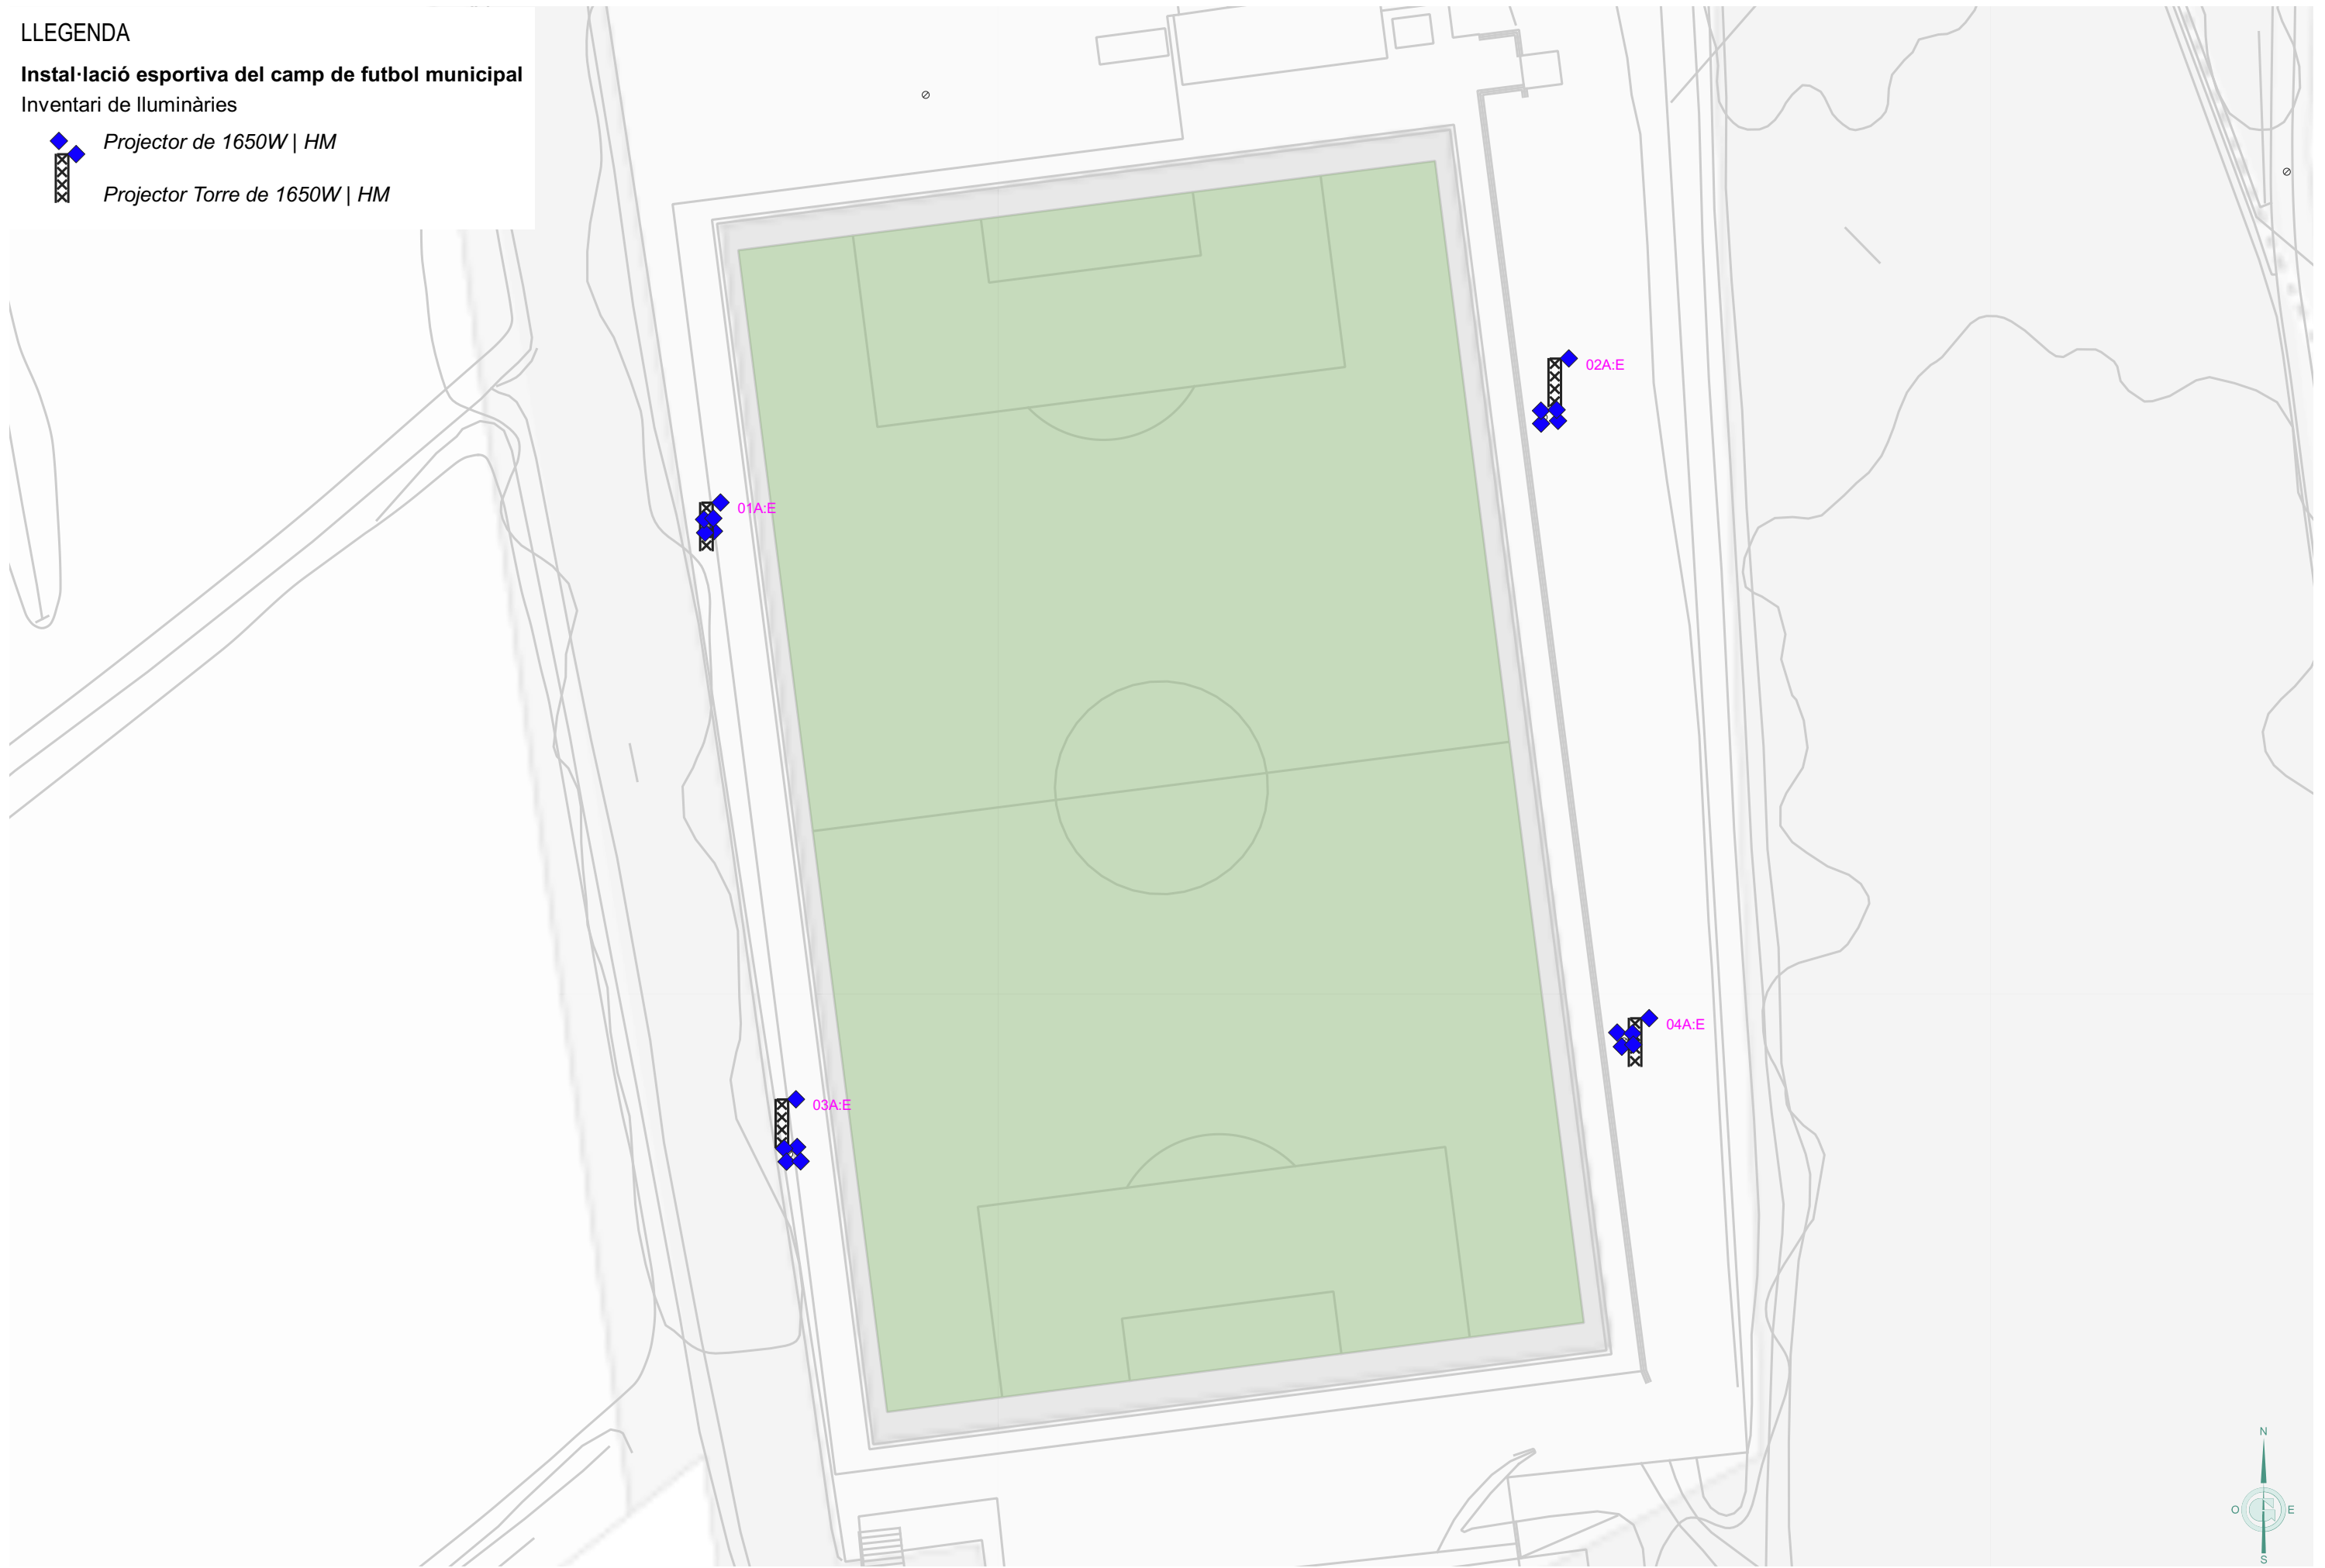 LLEGENDA
Instal·lació esportiva del camp de futbol municipal
Inventari de lluminàries
Projector de 1650W | HM
Projector Torre de 1650W | HM
02A:E
01A:E
04A:E
03A:E
N
O E
S